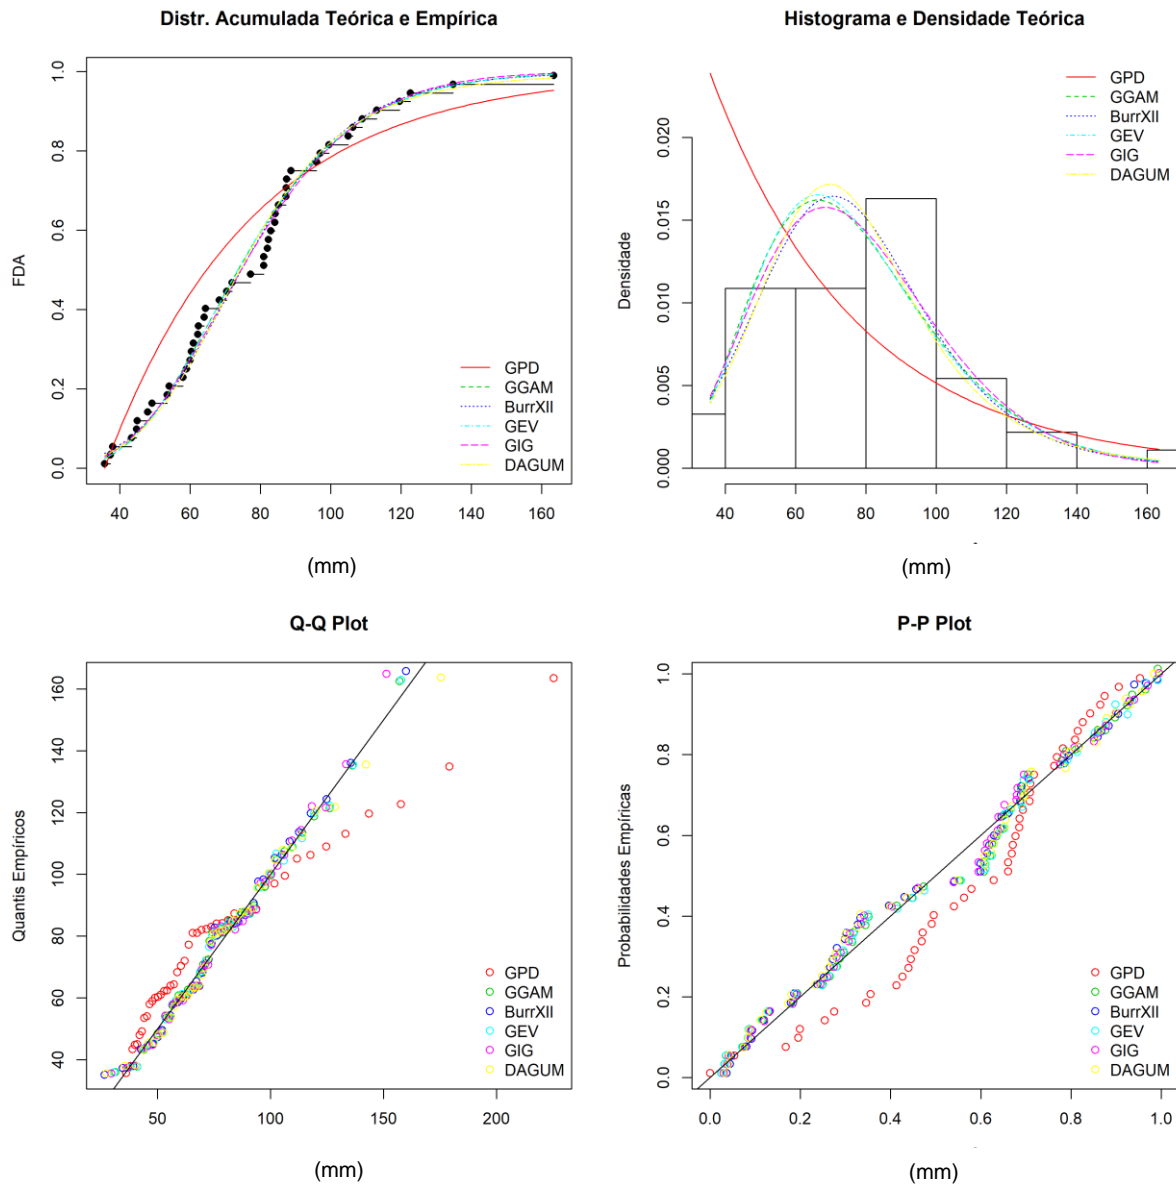 Distr. Acumulada Teórica e Empírica
FDA
1.0
0.8
0.6
0.4
0.2
0.0
GPD
GGAM
BurrXII
GEV
GIG
DAGUM
40 60 80 100 120 140 160
(mm)
Histograma e Densidade Teórica
Densidade
0.020
0.015
0.010
0.005
0.000
GPD
GGAM
BurrXII
GEV
GIG
DAGUM
40 60 80 100 120 140 160
(mm)
Q-Q Plot
Quantis Empíricos
160
140
120
100
80
60
40
GPD
GGAM
BurrXII
GEV
GIG
DAGUM
50 100 150 200
(mm)
P-P Plot
Probabilidades Empíricas
1.0
0.8
0.6
0.4
0.2
0.0
GPD
GGAM
BurrXII
GEV
GIG
DAGUM
0.0 0.2 0.4 0.6 0.8 1.0
(mm)